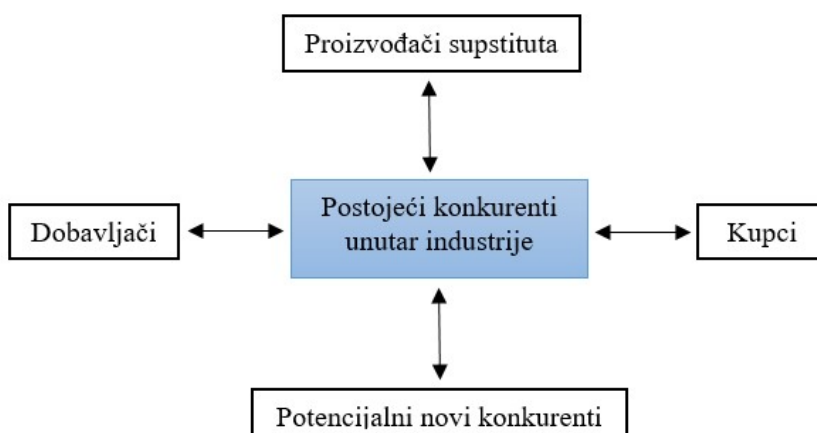 Proizvođači supstituta
Postojeći konkurenti
unutar industrije
Dobavljači
Kupci
Potencijalni novi konkurenti